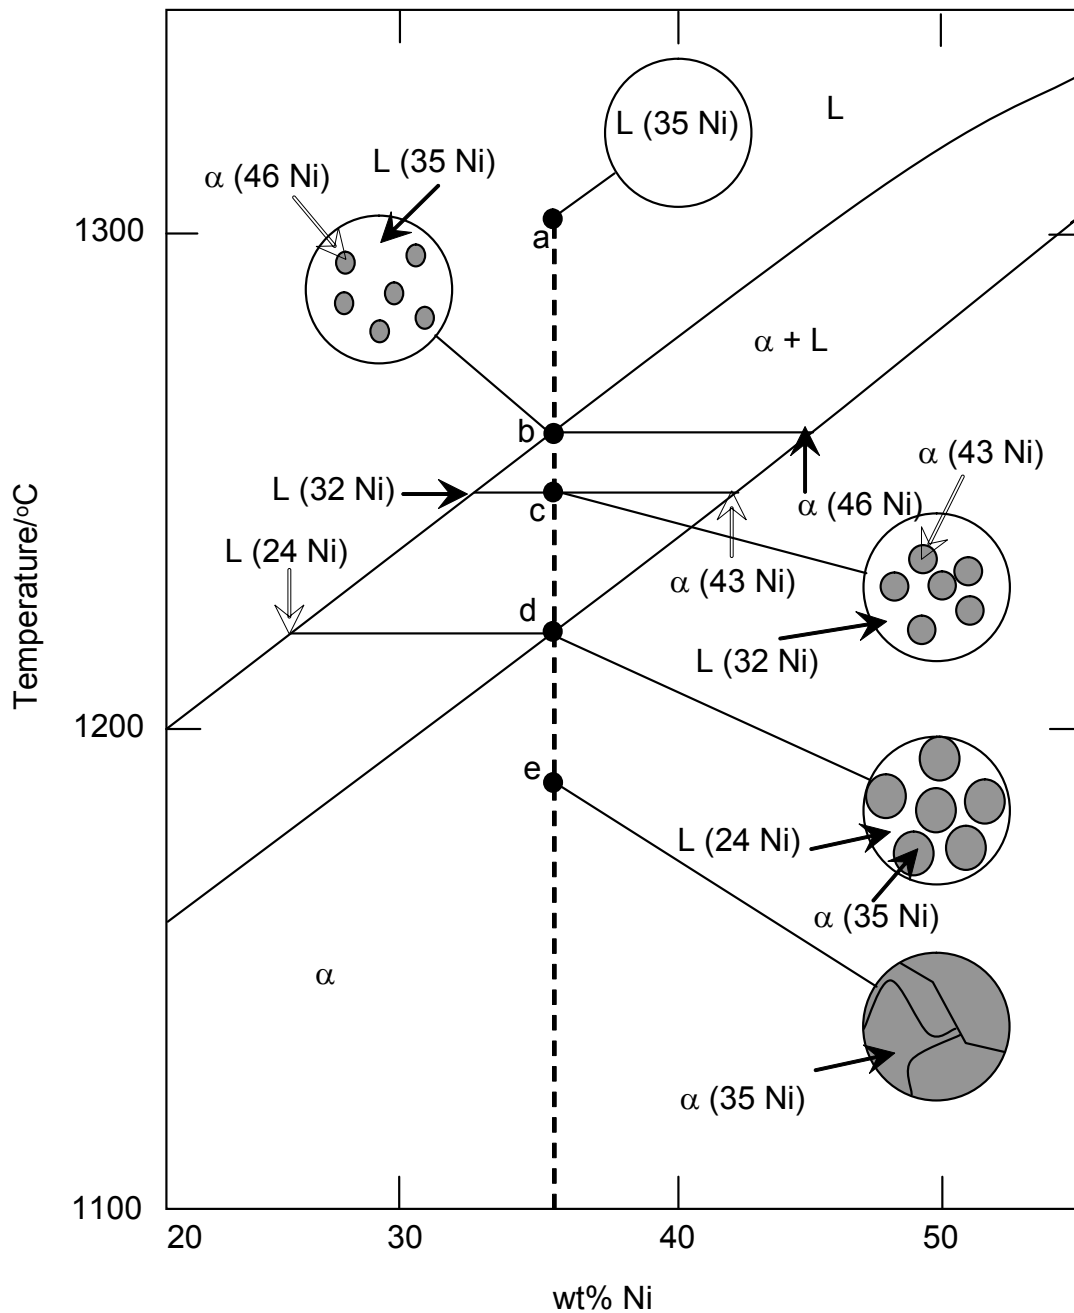 L (35 Ni)
L
L (35 Ni)
α (46 Ni)
1300
a
α + L
b
α (43 Ni)
L (32 Ni)
c
α (46 Ni)
L (24 Ni)
α (43 Ni)
d
L (32 Ni)
Temperature/°C
1200
e
L (24 Ni)
α (35 Ni)
α
α (35 Ni)
1100
20
30
40
50
wt% Ni